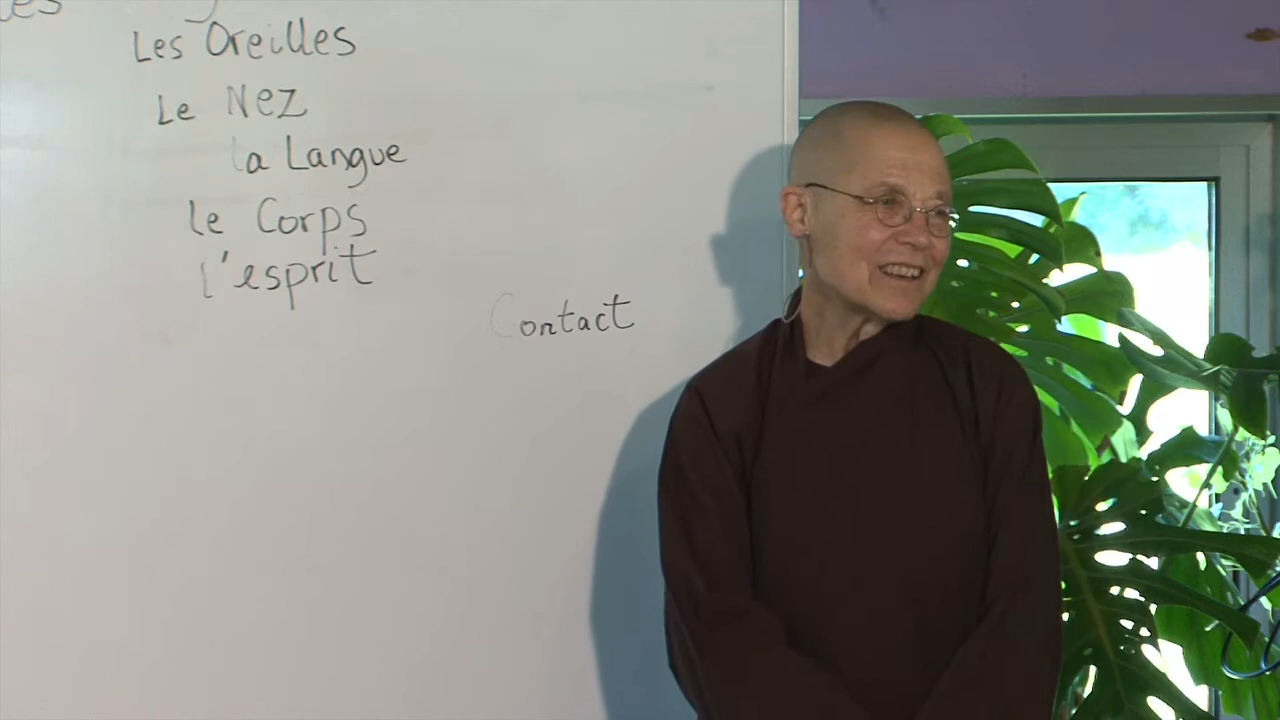 Les Oreilles
Le Nez
la Langue
le Corps
l'esprit
Contact